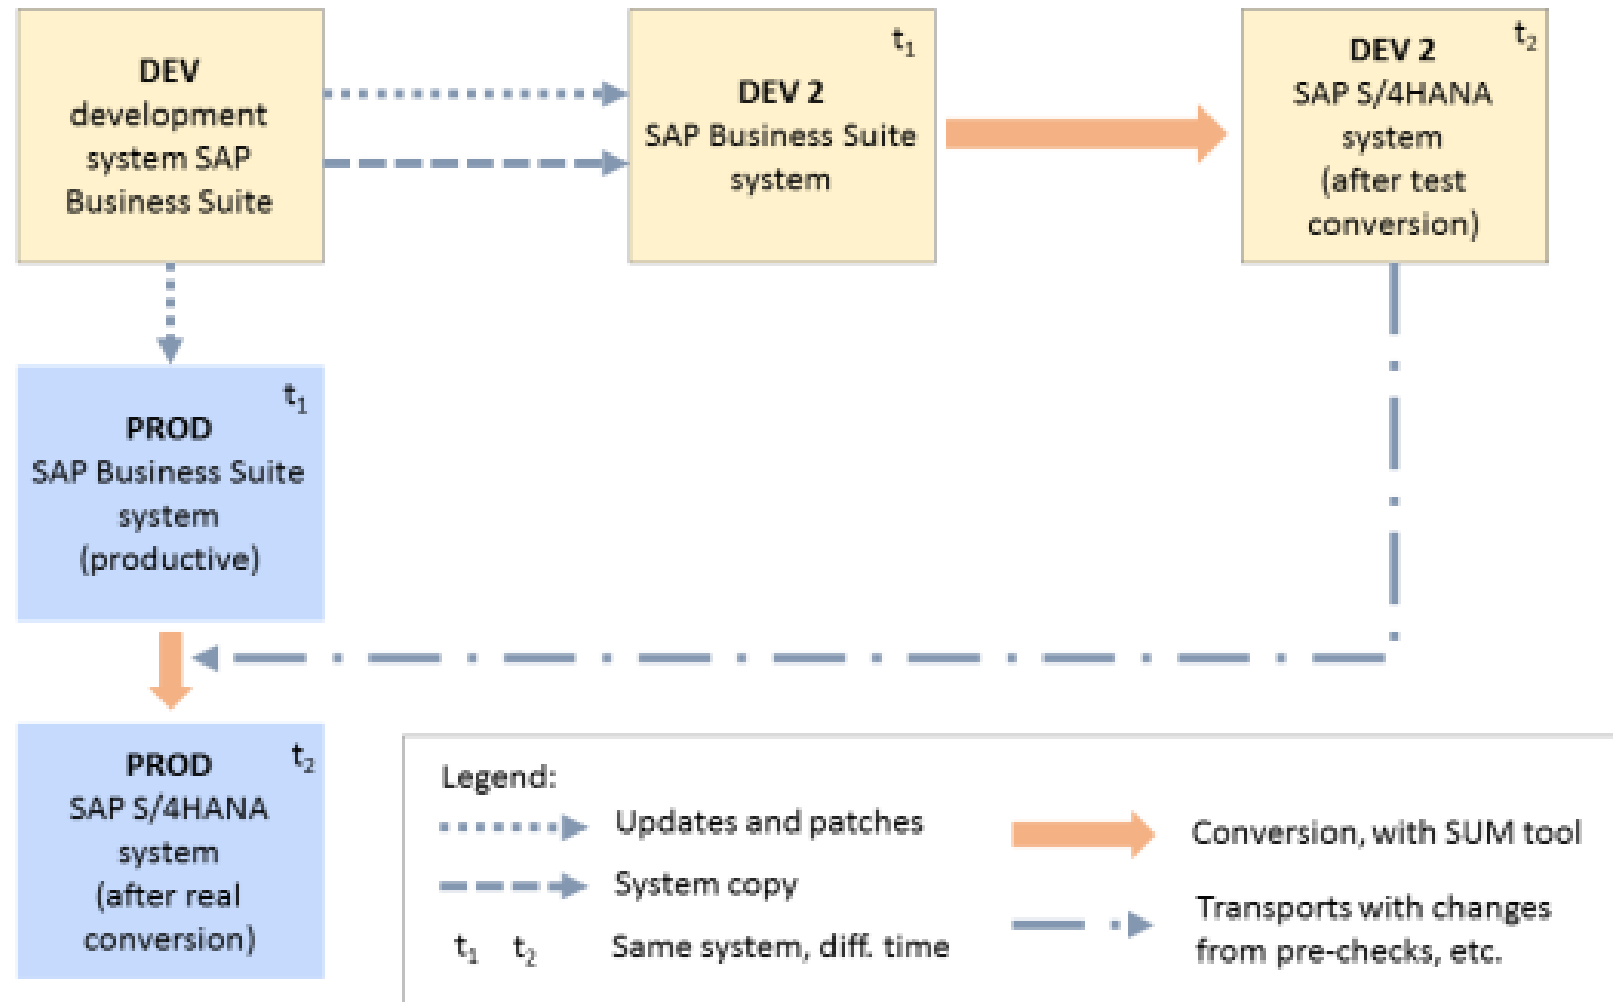 DEV
development
system SAP
Business Suite
t₁
DEV 2
SAP Business Suite
system
t₂
DEV 2
SAP S/4HANA
system
(after test
conversion)
t₁
PROD
SAP Business Suite
system
(productive)
t₂
PROD
SAP S/4HANA
system
(after real
conversion)
Legend:
Updates and patches
System copy
t₁ t₂ Same system, diff. time
Conversion, with SUM tool
Transports with changes
from pre-checks, etc.